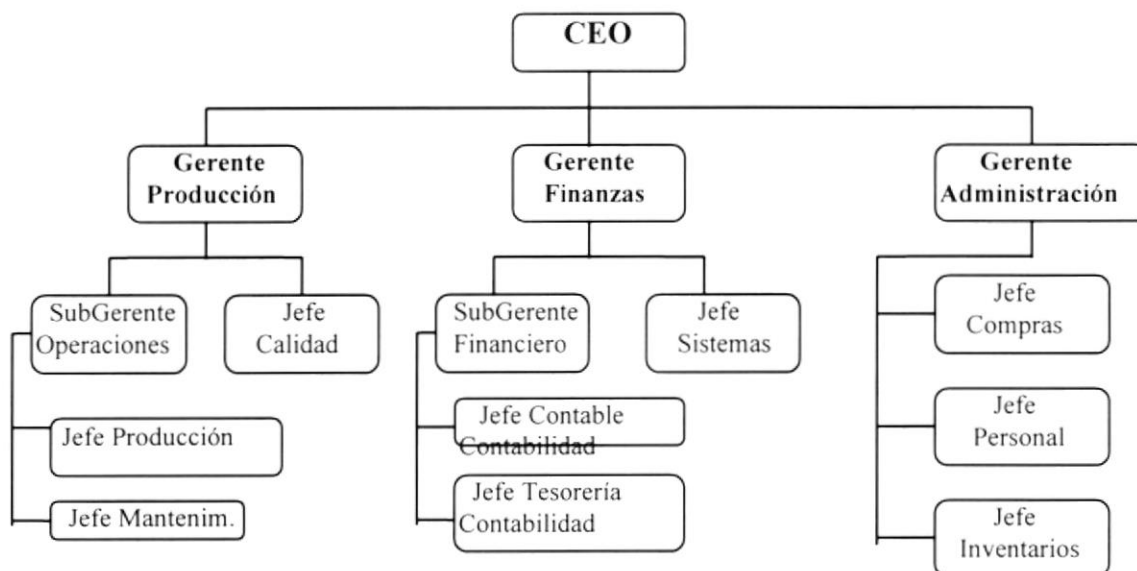 CEO
Gerente
Producción
Gerente
Finanzas
Gerente
Administración
SubGerente
Operaciones
Jefe
Calidad
SubGerente
Financiero
Jefe
Sistemas
Jefe
Compras
Jefe Producción
Jefe Contable
Contabilidad
Jefe
Personal
Jefe Mantenim.
Jefe Tesorería
Contabilidad
Jefe
Inventarios